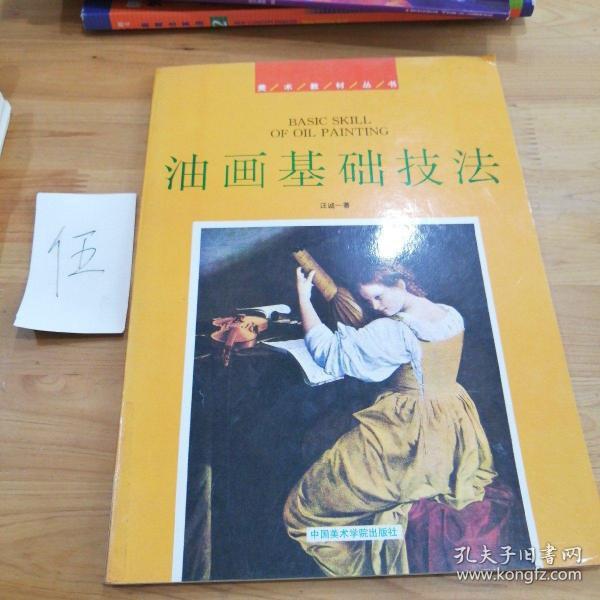 美/术/教/材/丛/书
BASIC SKILL
OF OIL PAINTING
油画基础技法
汪诚一著
伍
中国美术学院出版社
孔夫子旧书网
www.kongfz.com